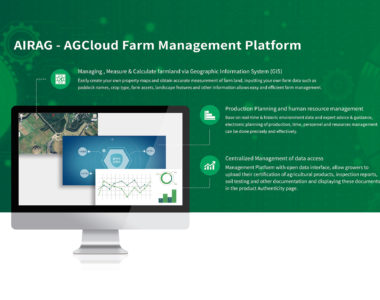 AIRAG - AGCloud Farm Management Platform
Managing , Measure & Calculate farmland via Geographic Information System (GIS)
Easily create your own property maps and obtain accurate measurement of farm land, inputting your own farm data such as
paddock names, crop type, farm assets, landscape features and other information allows easy and efficient farm management.
Production Planning and human resource management
Base on real time & historic environment data and expert advice & guidance,
electronic planning of production, time, personnel and resources management
can be done precisely and effectively.
Centralized Management of data access
Management Platform with open data interface, allow growers to
upload their certification of agricultural products, inspection reports,
soil testing and other documentation and displaying these documents
in the product Authenticity page.